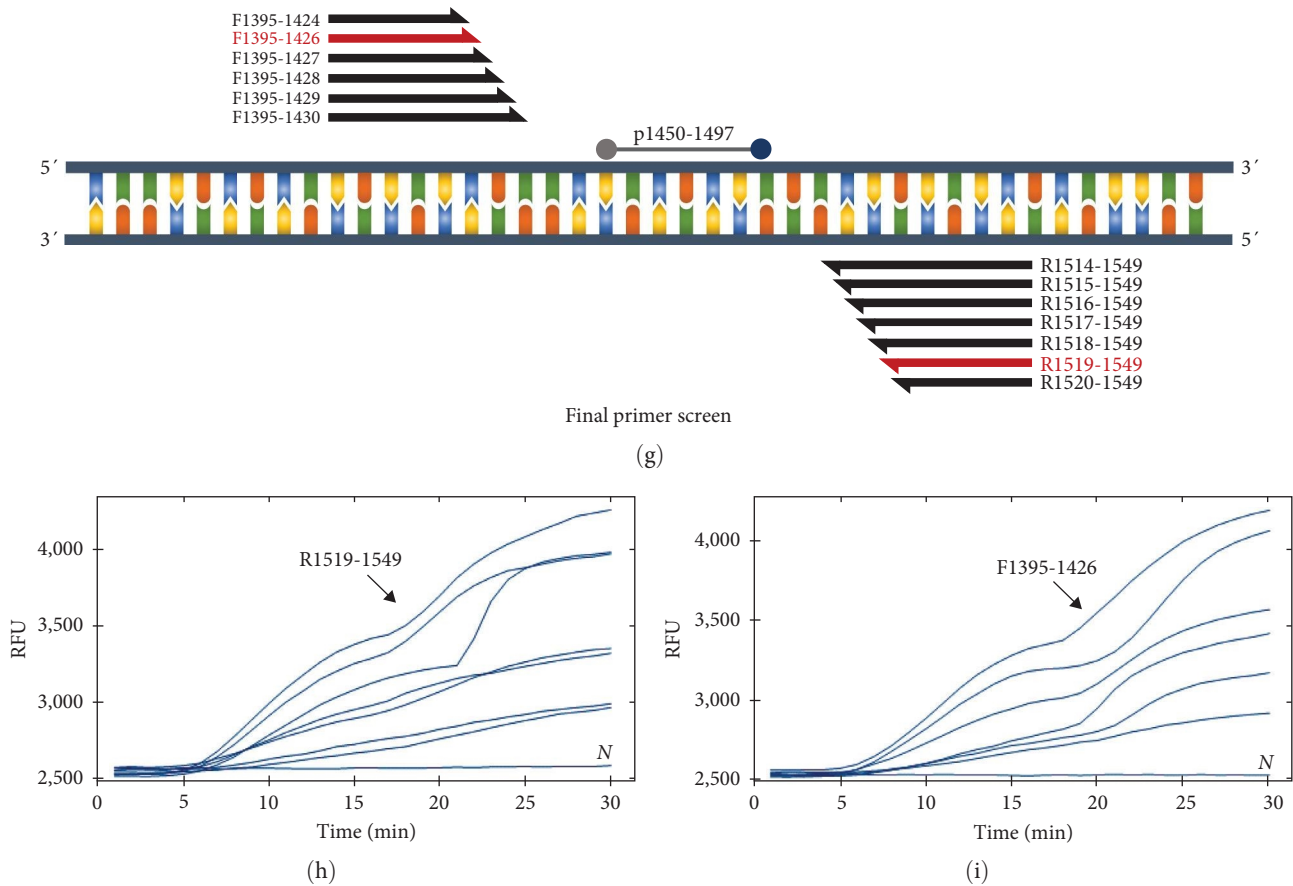 F1395-1424
F1395-1426
F1395-1427
F1395-1428
F1395-1429
F1395-1430
p1450-1497
5′ 3′
3′ 5′
R1514-1549
R1515-1549
R1516-1549
R1517-1549
R1518-1549
R1519-1549
R1520-1549
Final primer screen
(g)
4,000
3,500
3,000
2,500
RFU
R1519-1549
N
0 5 10 15 20 25 30
Time (min)
(h)
4,000
3,500
3,000
2,500
RFU
F1395-1426
N
0 5 10 15 20 25 30
Time (min)
(i)